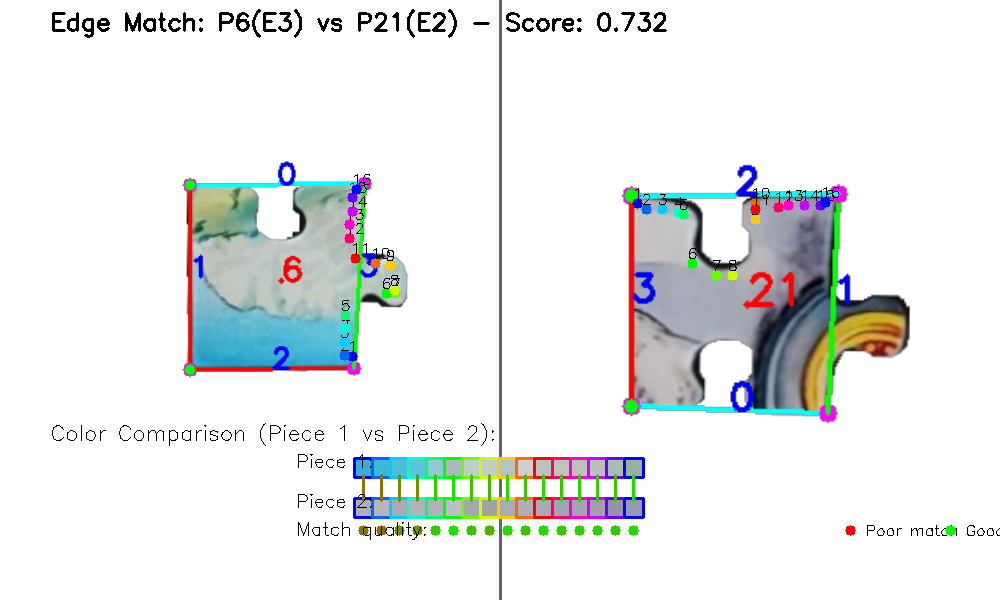 Edge Match: P6(E3) vs P21(E2) - Score: 0.732
0
2
1
.6
3
2
3
.21
1
0
Color Comparison (Piece 1 vs Piece 2):
Piece 1:
Piece 2:
Match quality:
Poor match
Good